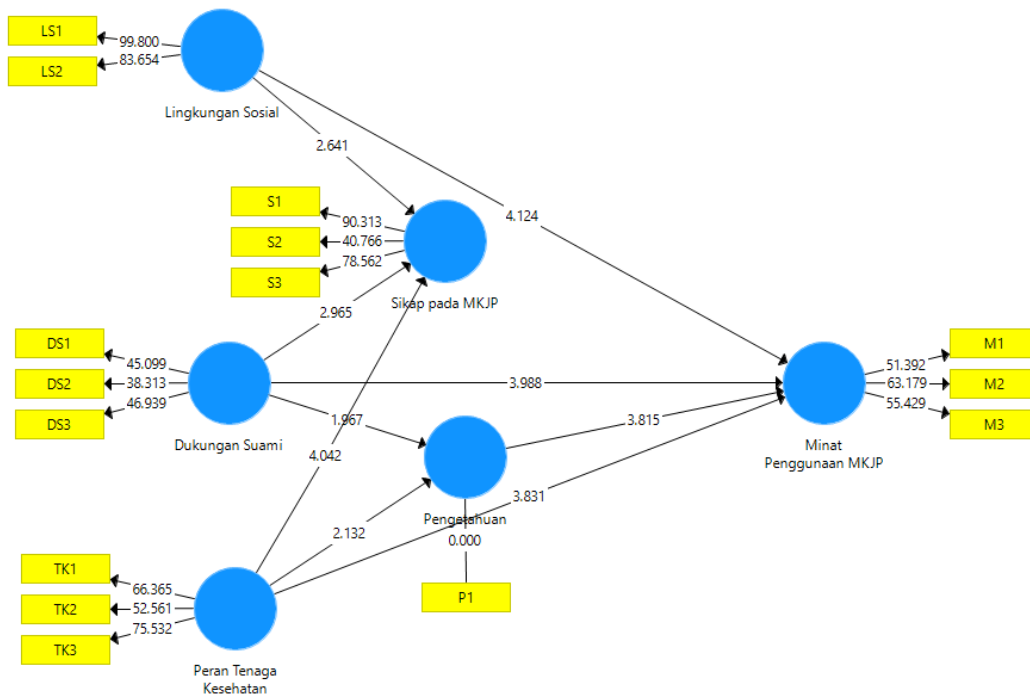 LS1
99.800
LS2
83.654
Lingkungan Sosial
2.641
4.124
S1
90.313
S2
40.766
S3
78.562
Sikap pada MKJP
2.965
DS1
45.099
DS2
38.313
DS3
46.939
Dukungan Suami
3.988
1.967
4.042
3.815
M1
51.392
M2
63.179
M3
55.429
Minat
Penggunaan MKJP
3.831
2.132
Pengetahuan
0.000
P1
TK1
66.365
TK2
52.561
TK3
75.532
Peran Tenaga
Kesehatan